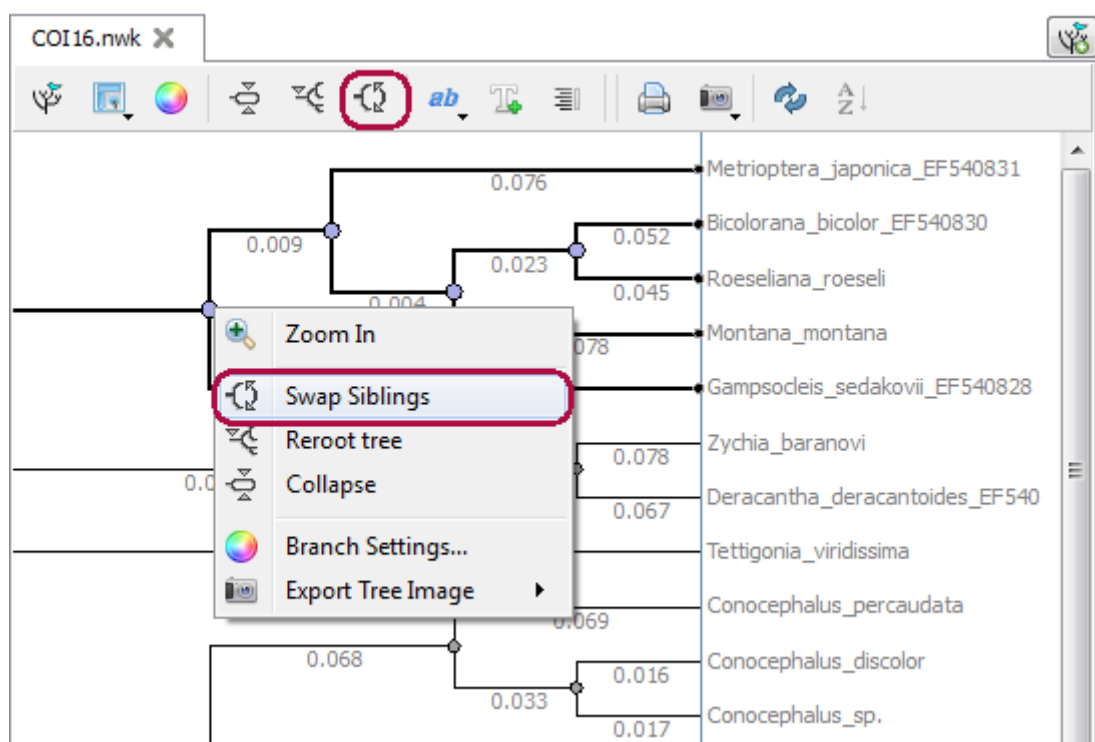 COI16.nwk
ab
A
Z
Metrioptera_japonica_EF540831
0.076
Bicolorana_bicolor_EF540830
0.052
0.009
0.023
Roeseliana_roeseli
0.045
0.004
Zoom In
Montana_montana
078
Swap Siblings
Gampsocleis_sedakovii_EF540828
Reroot tree
Zychia_baranovi
0.078
0.0
Collapse
Deracantha_deracantoides_EF540
0.067
Branch Settings...
Tettigonia_viridissima
Export Tree Image
Conocephalus_percaudata
0.069
0.068
Conocephalus_discolor
0.016
0.033
Conocephalus_sp.
0.017